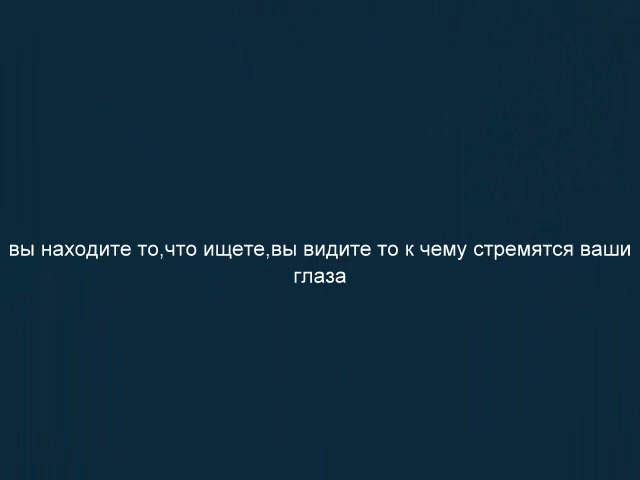 вы находите то,что ищете,вы видите то к чему стремятся ваши
глаза